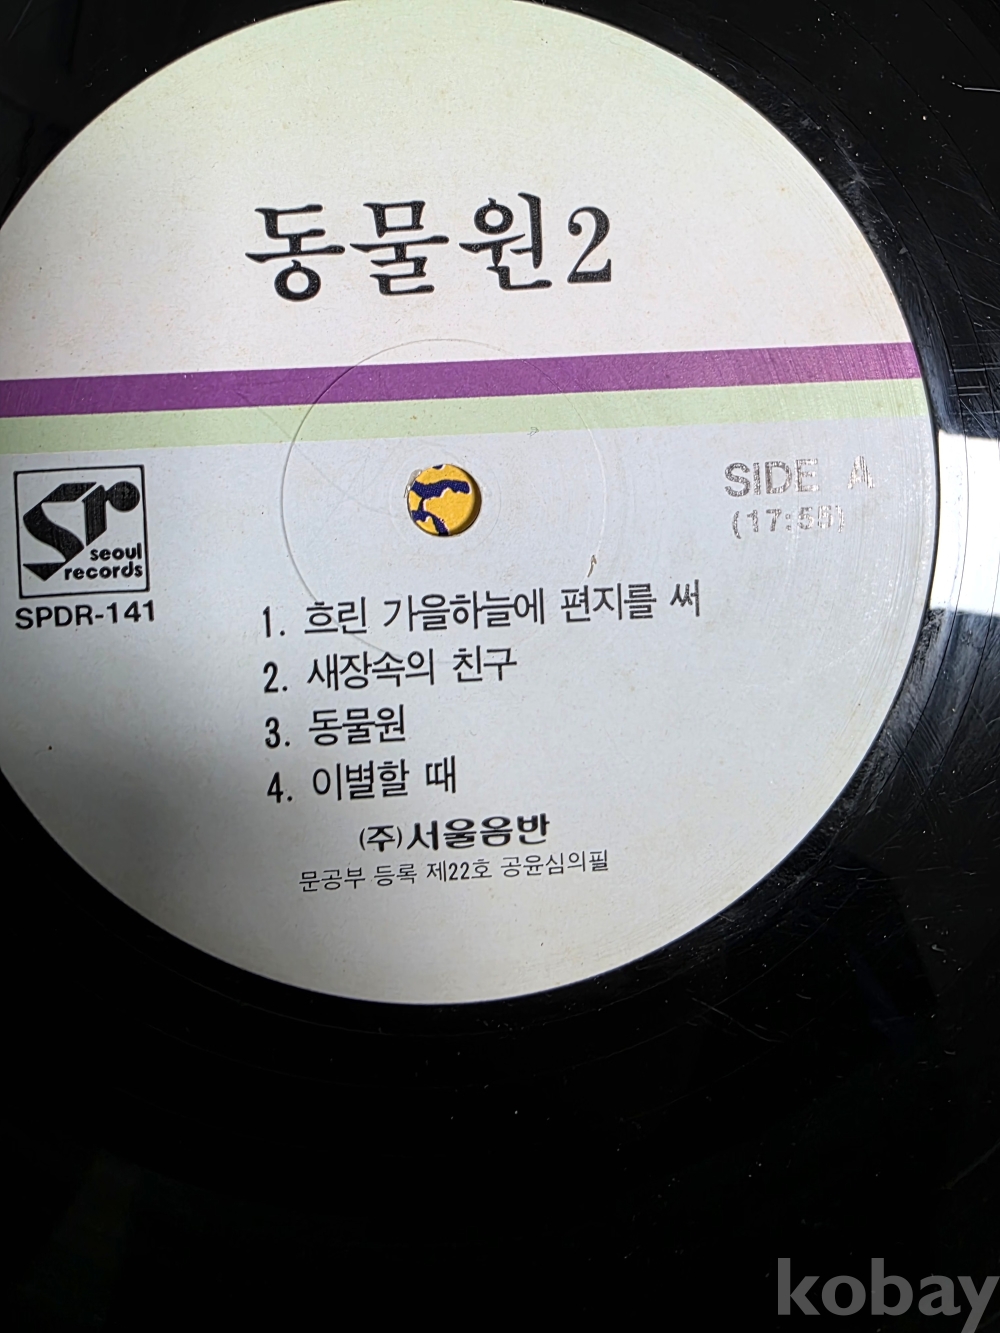 동물원2
SIDE A
sr
seoul
records
SPDR-141
1. 흐린 가을하늘에 편지를 써
2. 새장속의 친구
3. 동물원
4. 이별할 때
(주)서울음반
문공부 등록 제22호 공윤심의필
kobay